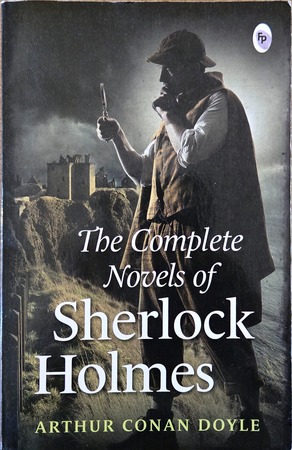 FP
The Complete
Novels of
Sherlock
Holmes
ARTHUR CONAN DOYLE